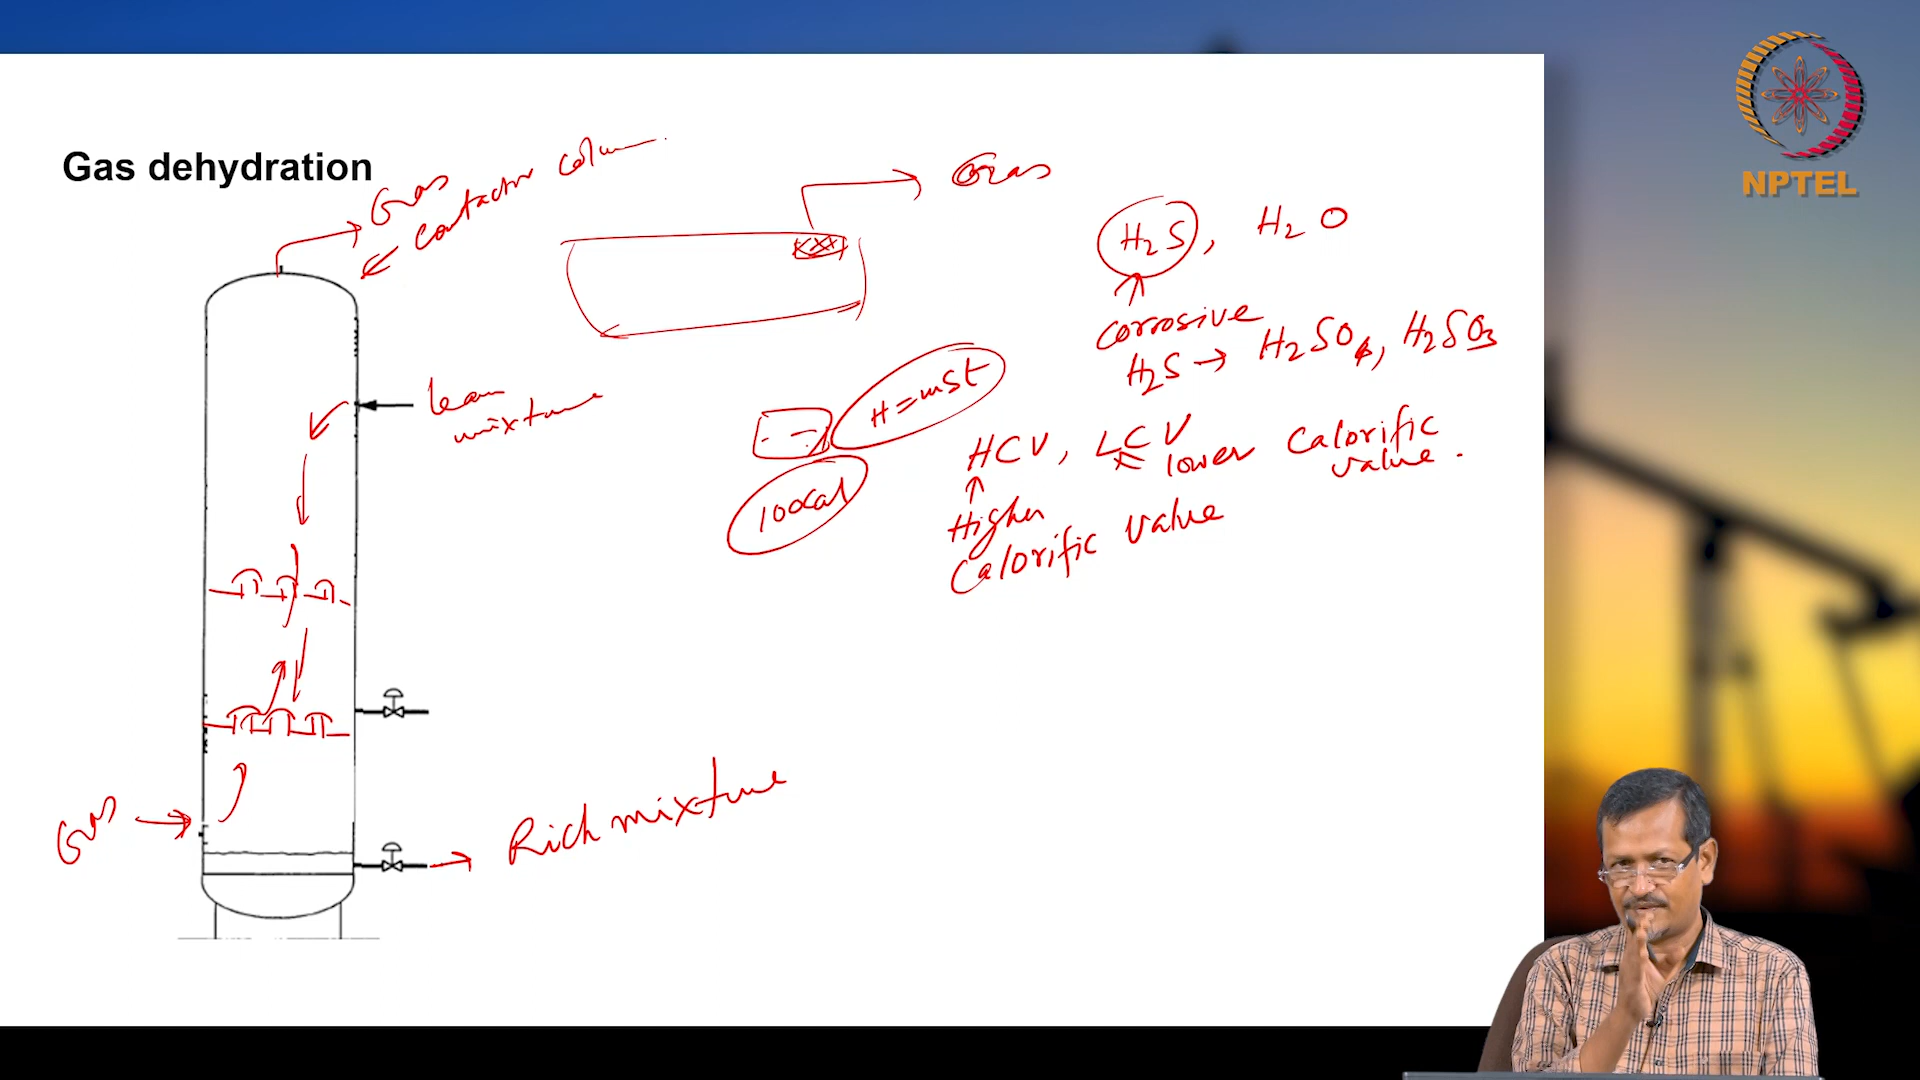 NPTEL
Gas dehydration
Gas
contactor column
Gas
H2S, H2O
corrosive
H2S → H2SO4, H2SO3
lean
mixture
H=mst
100cal
HCV, LCV
lower Calorific
value.
Higher
Calorific value
Gas
Rich mixture